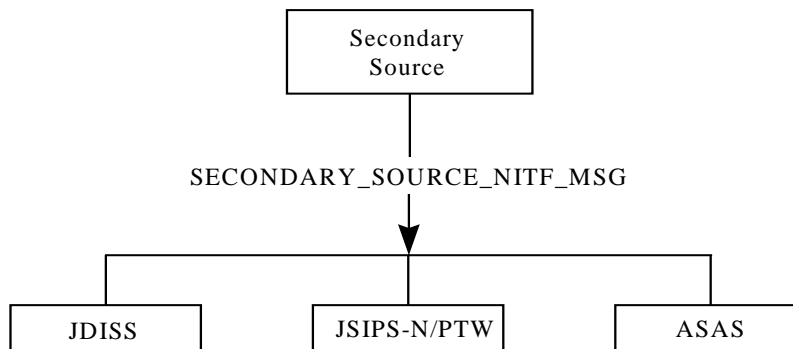 Secondary
Source
SECONDARY_SOURCE_NITF_MSG
JDISS
JSIPS-N/PTW
ASAS